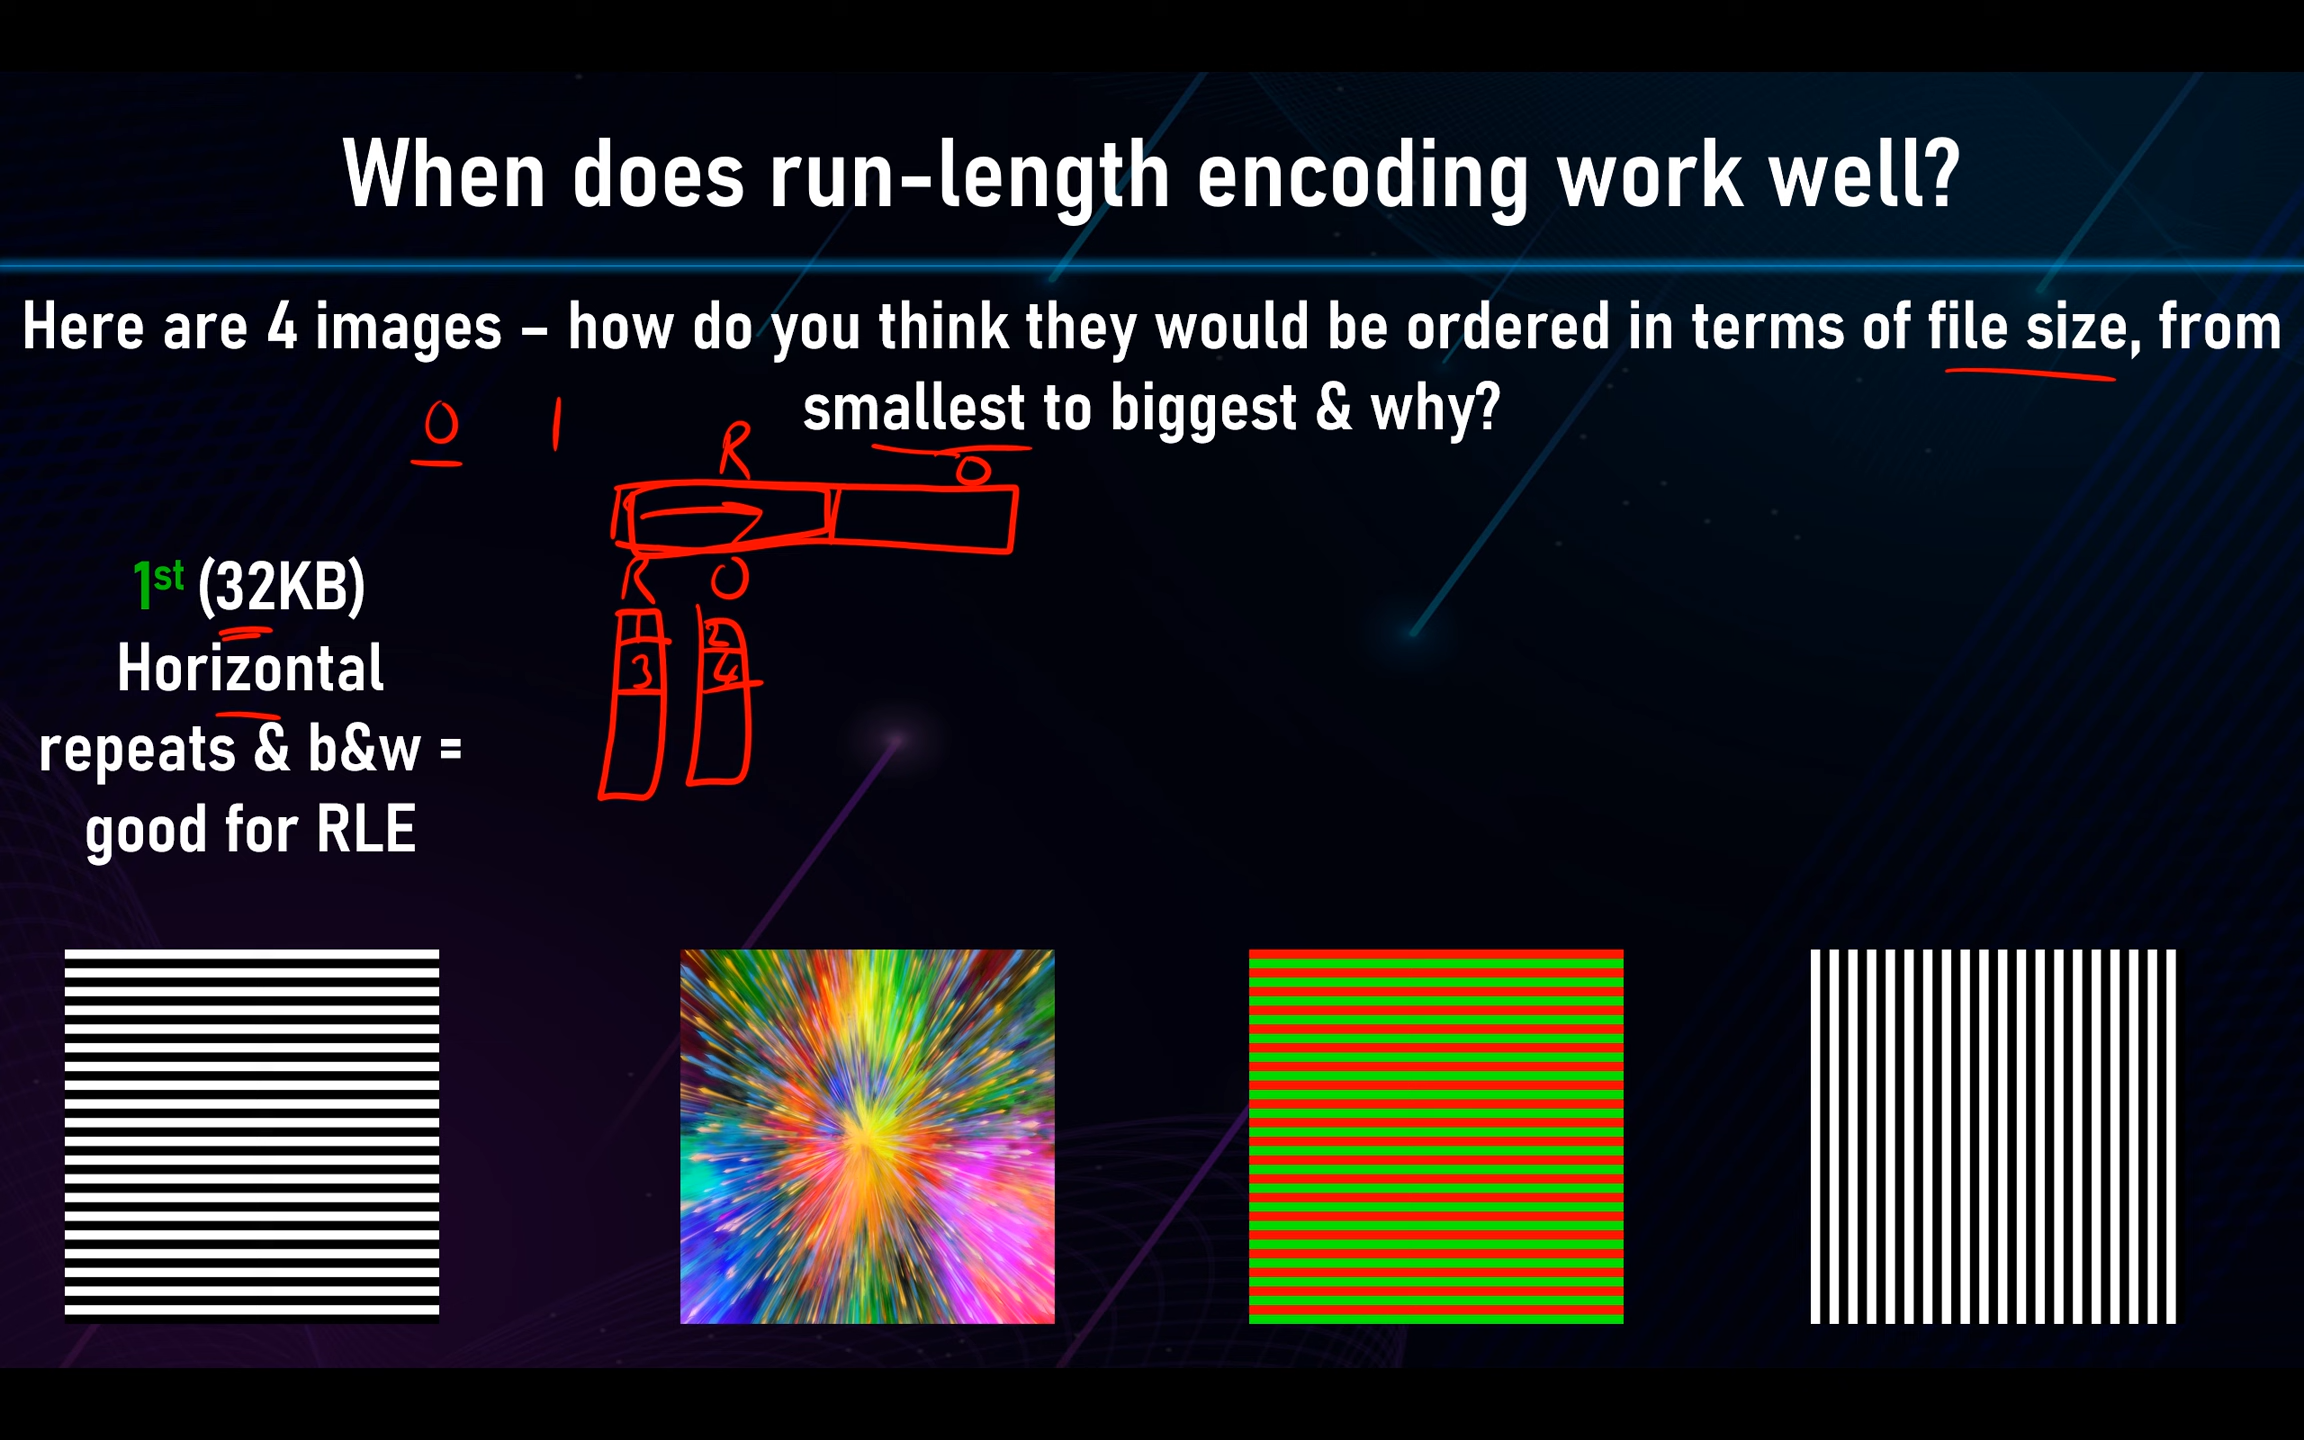 When does run-length encoding work well?
Here are 4 images – how do you think they would be ordered in terms of file size, from
smallest to biggest & why?
0 1
R O
R O
1 2
3 4
1st (32KB)
Horizontal
repeats & b&w =
good for RLE